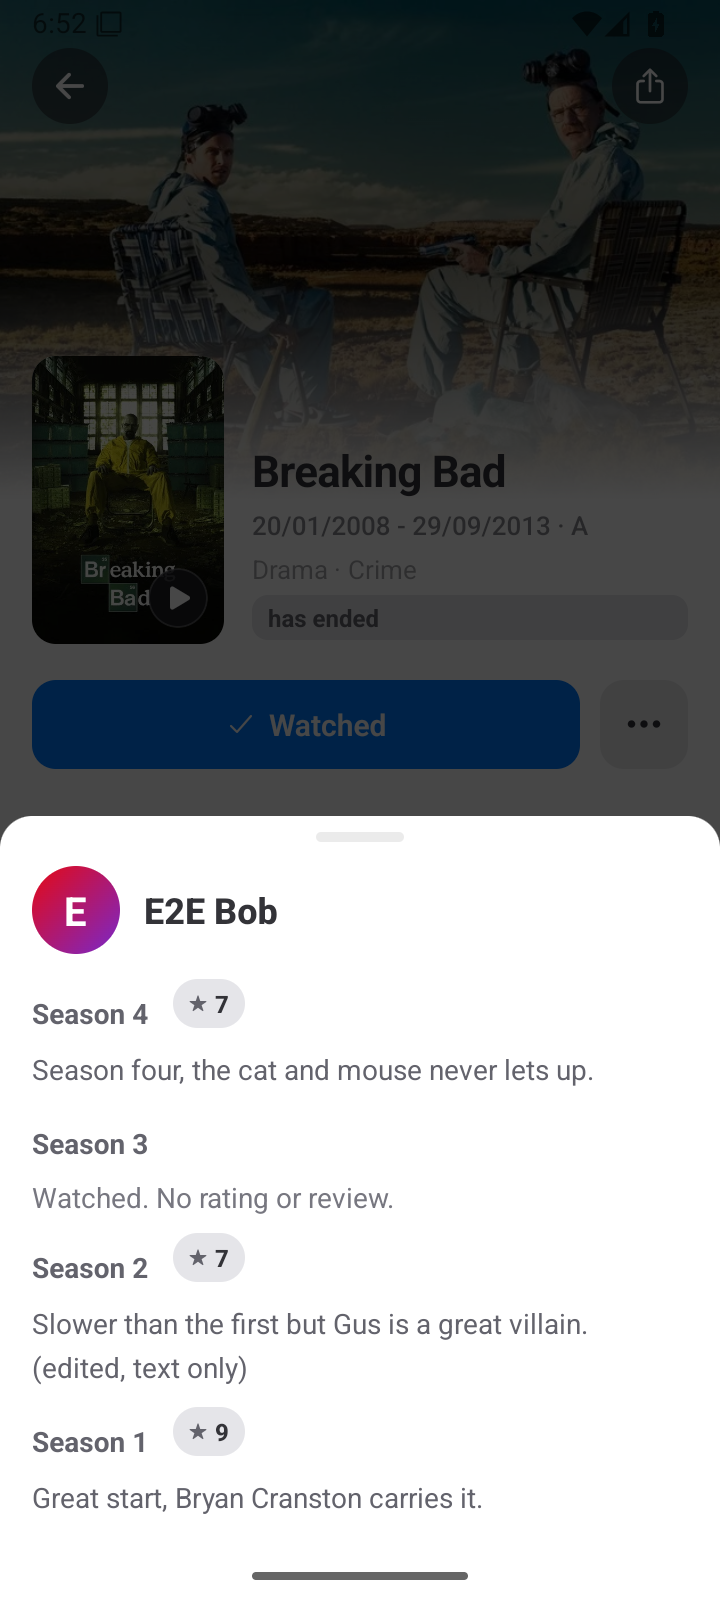 6:52
Breaking
Bad
Breaking Bad
20/01/2008 - 29/09/2013 · A
Drama · Crime
has ended
Watched
E
E2E Bob
Season 4 ★ 7
Season four, the cat and mouse never lets up.
Season 3
Watched. No rating or review.
Season 2 ★ 7
Slower than the first but Gus is a great villain.
(edited, text only)
Season 1 ★ 9
Great start, Bryan Cranston carries it.